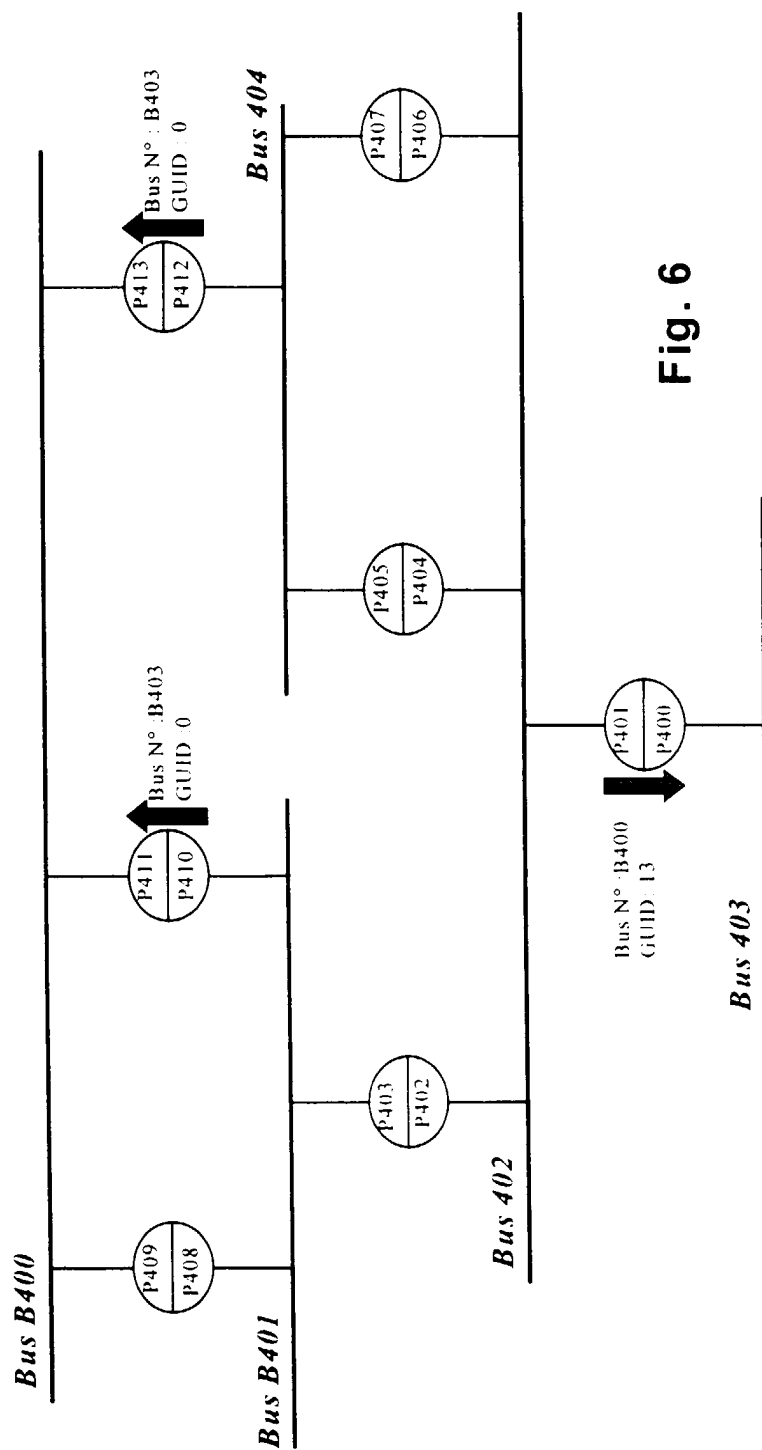 Bus B400
P409
P408
P411
P410
Bus N° :B403
GUID :0
P413
P412
Bus N° : B403
GUID : 0
Bus B401
Bus 404
P403
P402
P405
P404
P407
P406
Bus 402
Bus N° :B400
GUID : 13
P401
P400
Bus 403
Fig. 6